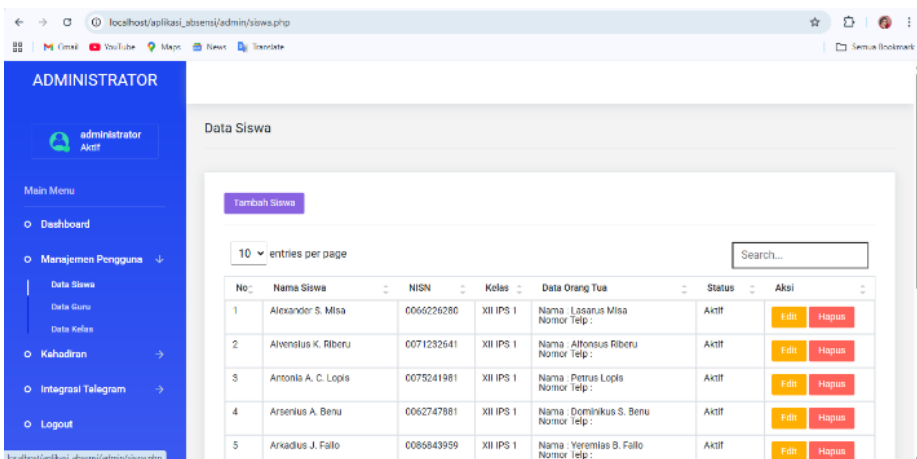 localhost/aplikasi_absensi/admin/siswa.php
Gmail YouTube Maps News Translate Semua Bookmark
ADMINISTRATOR
administrator
Aktif
Main Menu
Dashboard
Manajemen Pengguna
Data Siswa
Data Guru
Data Kelas
Kehadiran
Integrasi Telegram
Logout
localhost/aplikasi_absensi/admin/siswa.php
Data Siswa
Tambah Siswa
10 entries per page Search...
No Nama Siswa NISN Kelas Data Orang Tua Status Aksi
1 Alexander S. Misa 0066226280 XII IPS 1 Nama : Lasarus Misa Aktif Edit Hapus
Nomor Telp :
2 Alvensius K. Riberu 0071232641 XII IPS 1 Nama : Alfonsus Riberu Aktif Edit Hapus
Nomor Telp :
3 Antonia A. C. Lopis 0075241981 XII IPS 1 Nama : Petrus Lopis Aktif Edit Hapus
Nomor Telp :
4 Arsenius A. Benu 0062747881 XII IPS 1 Nama : Dominikus S. Benu Aktif Edit Hapus
Nomor Telp :
5 Arkadius J. Fallo 0086843959 XII IPS 1 Nama : Yeremias B. Fallo Aktif Edit Hapus
Nomor Telp :